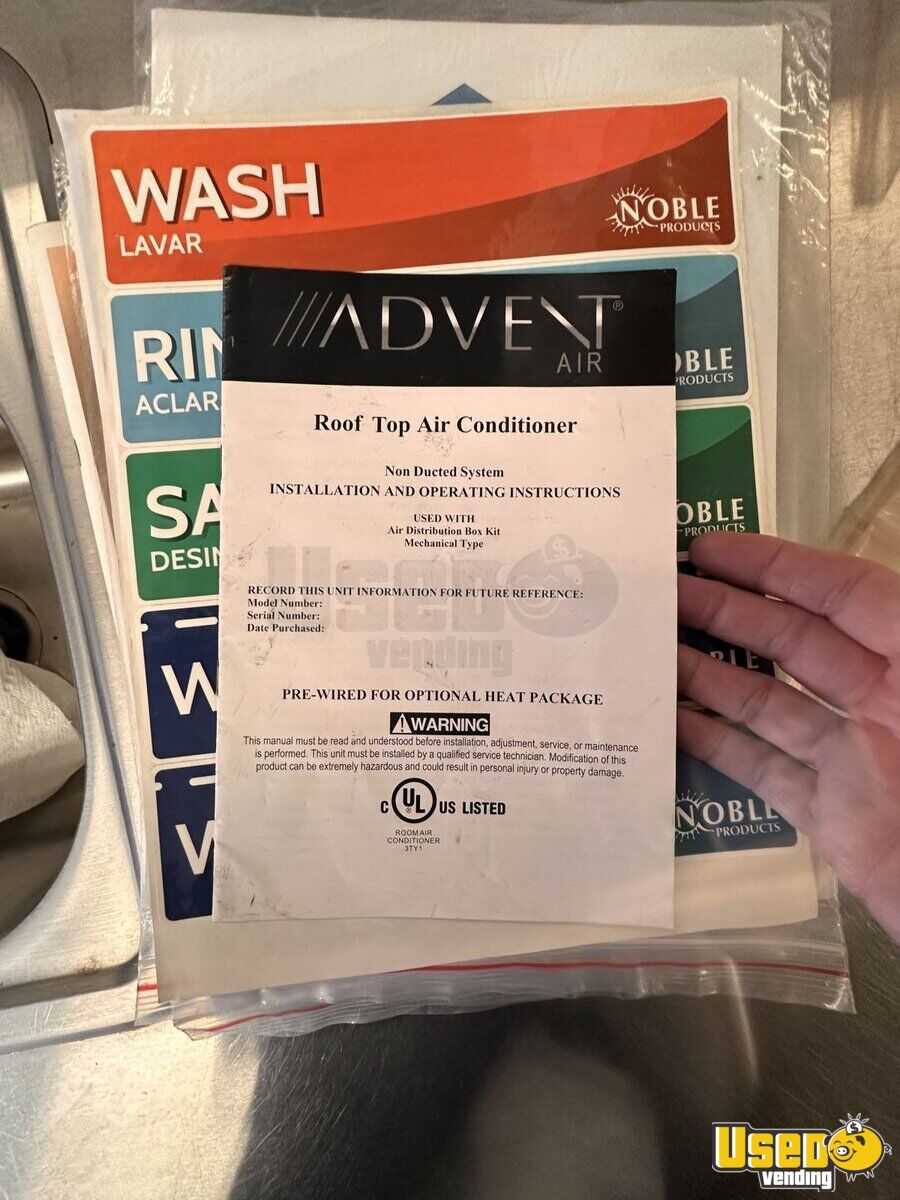 WASH
LAVAR
NOBLE
PRODUCTS
ADVENT®
AIR
RIN
ACLAR
OBLE
PRODUCTS
Roof Top Air Conditioner
Non Ducted System
INSTALLATION AND OPERATING INSTRUCTIONS
SA
DESIN
OBLE
PRODUCTS
USED WITH
Air Distribution Box Kit
Mechanical Type
RECORD THIS UNIT INFORMATION FOR FUTURE REFERENCE:
Model Number:
Serial Number:
Date Purchased:
Used
vending
W
PRE-WIRED FOR OPTIONAL HEAT PACKAGE
WARNING
This manual must be read and understood before installation, adjustment, service, or maintenance
is performed. This unit must be installed by a qualified service technician. Modification of this
product can be extremely hazardous and could result in personal injury or property damage.
C UL US LISTED
ROOM AIR
CONDITIONER
3TY1
W
NOBLE
PRODUCTS
Used
vending